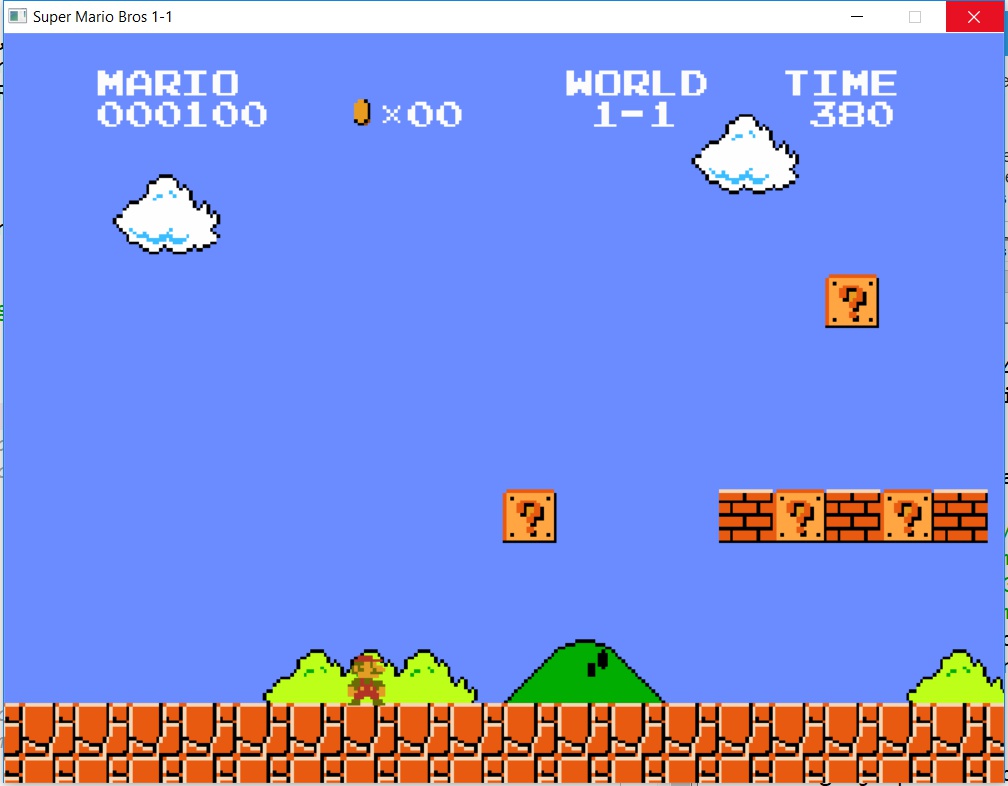 Super Mario Bros 1-1
MARIO WORLD TIME
000100 ×00 1-1 380
?
? ? ?